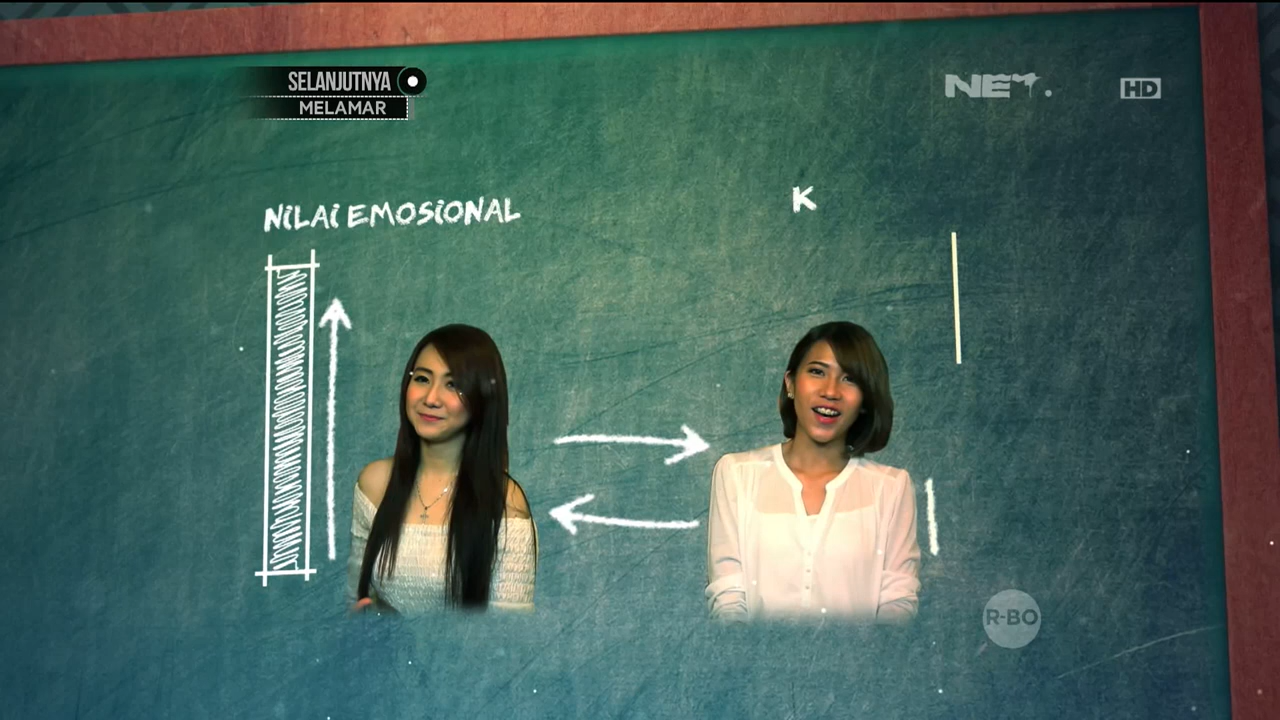 SELANJUTNYA
MELAMAR
NET.
HD
NiLAi EMOSiONAL
K
R-BO